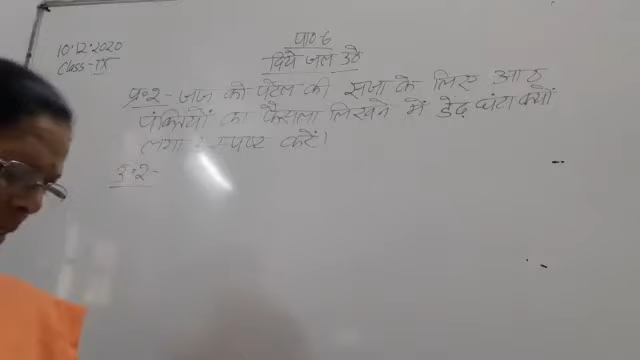 पाठ 6
10.12.2020
दिये जल उठे
Class-IX
प्र॰2- जज को पटेल की सजा के लिए आठ
पंक्तियों का फैसला लिखने में डेढ़ घंटा क्यों
लगा? स्पष्ट करें।
उ॰2-